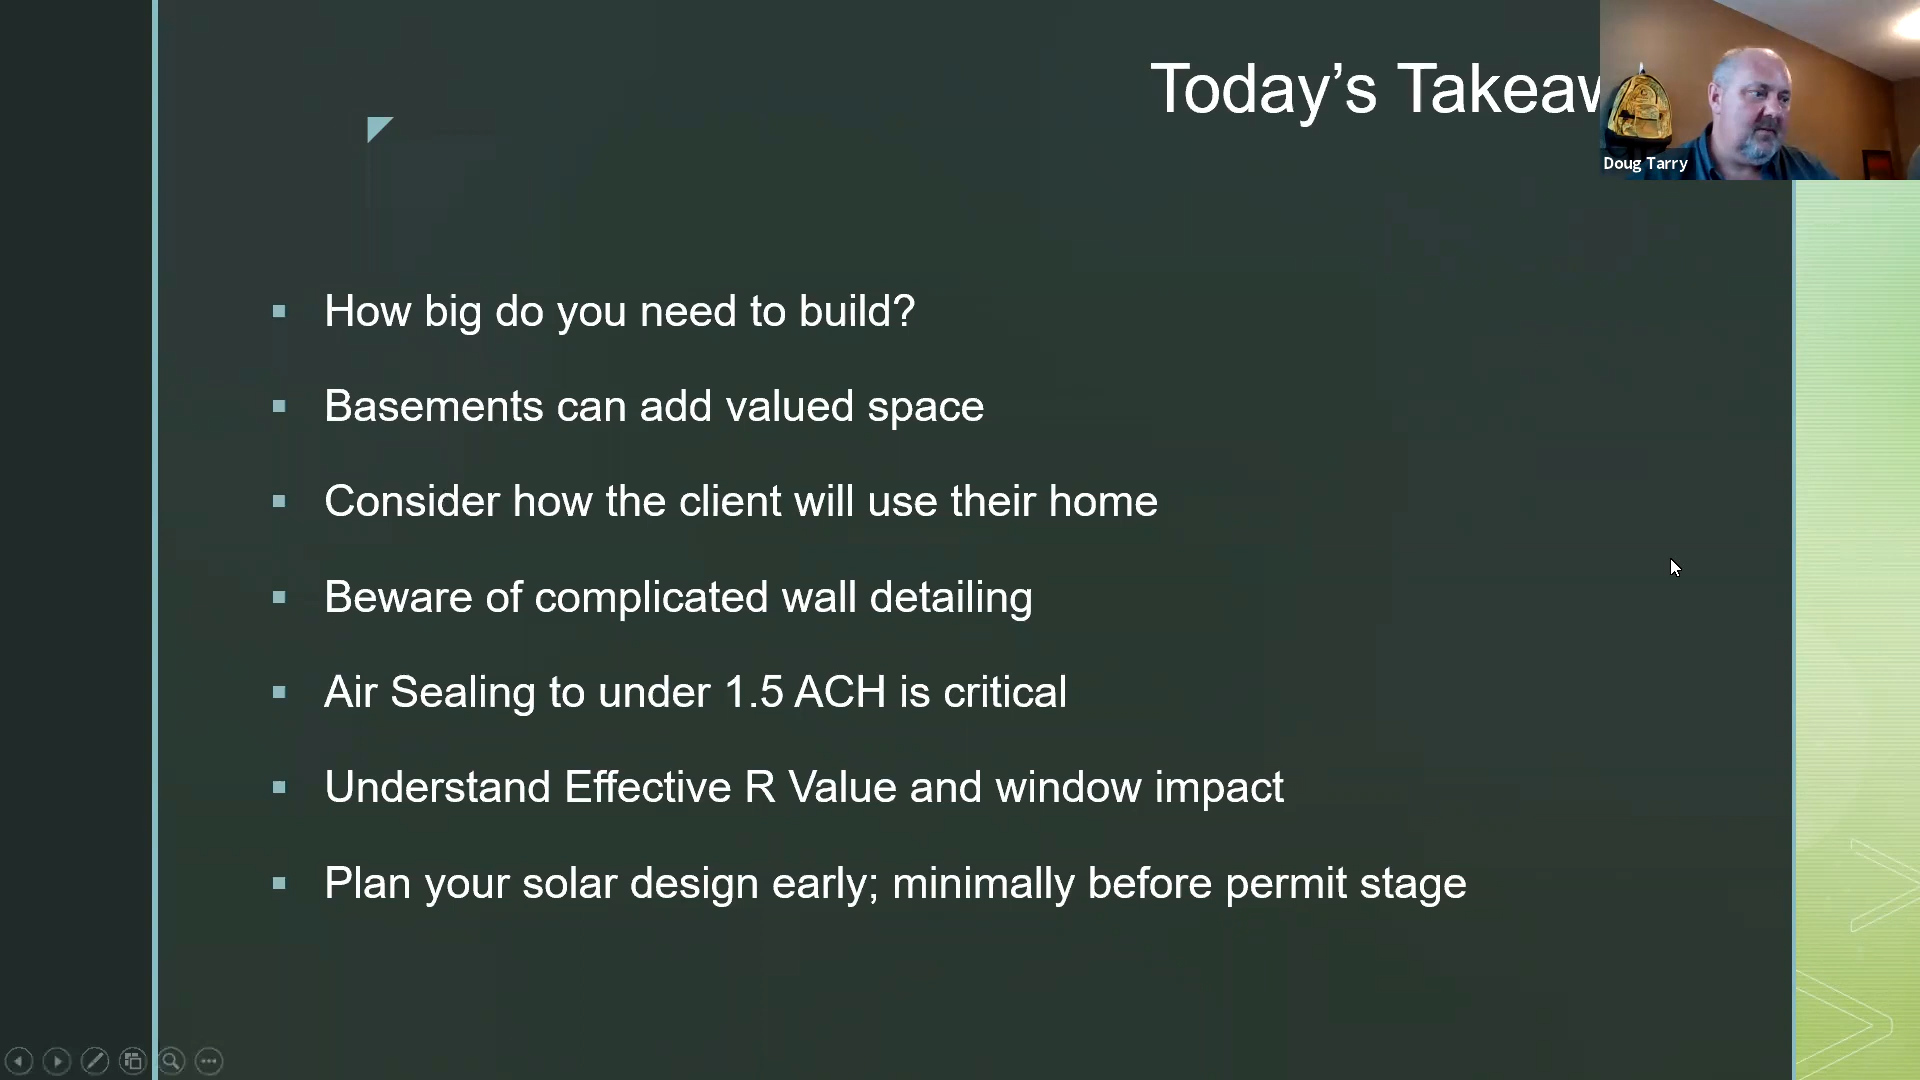 Today’s Takeaw
Doug Tarry
How big do you need to build?
Basements can add valued space
Consider how the client will use their home
Beware of complicated wall detailing
Air Sealing to under 1.5 ACH is critical
Understand Effective R Value and window impact
Plan your solar design early; minimally before permit stage